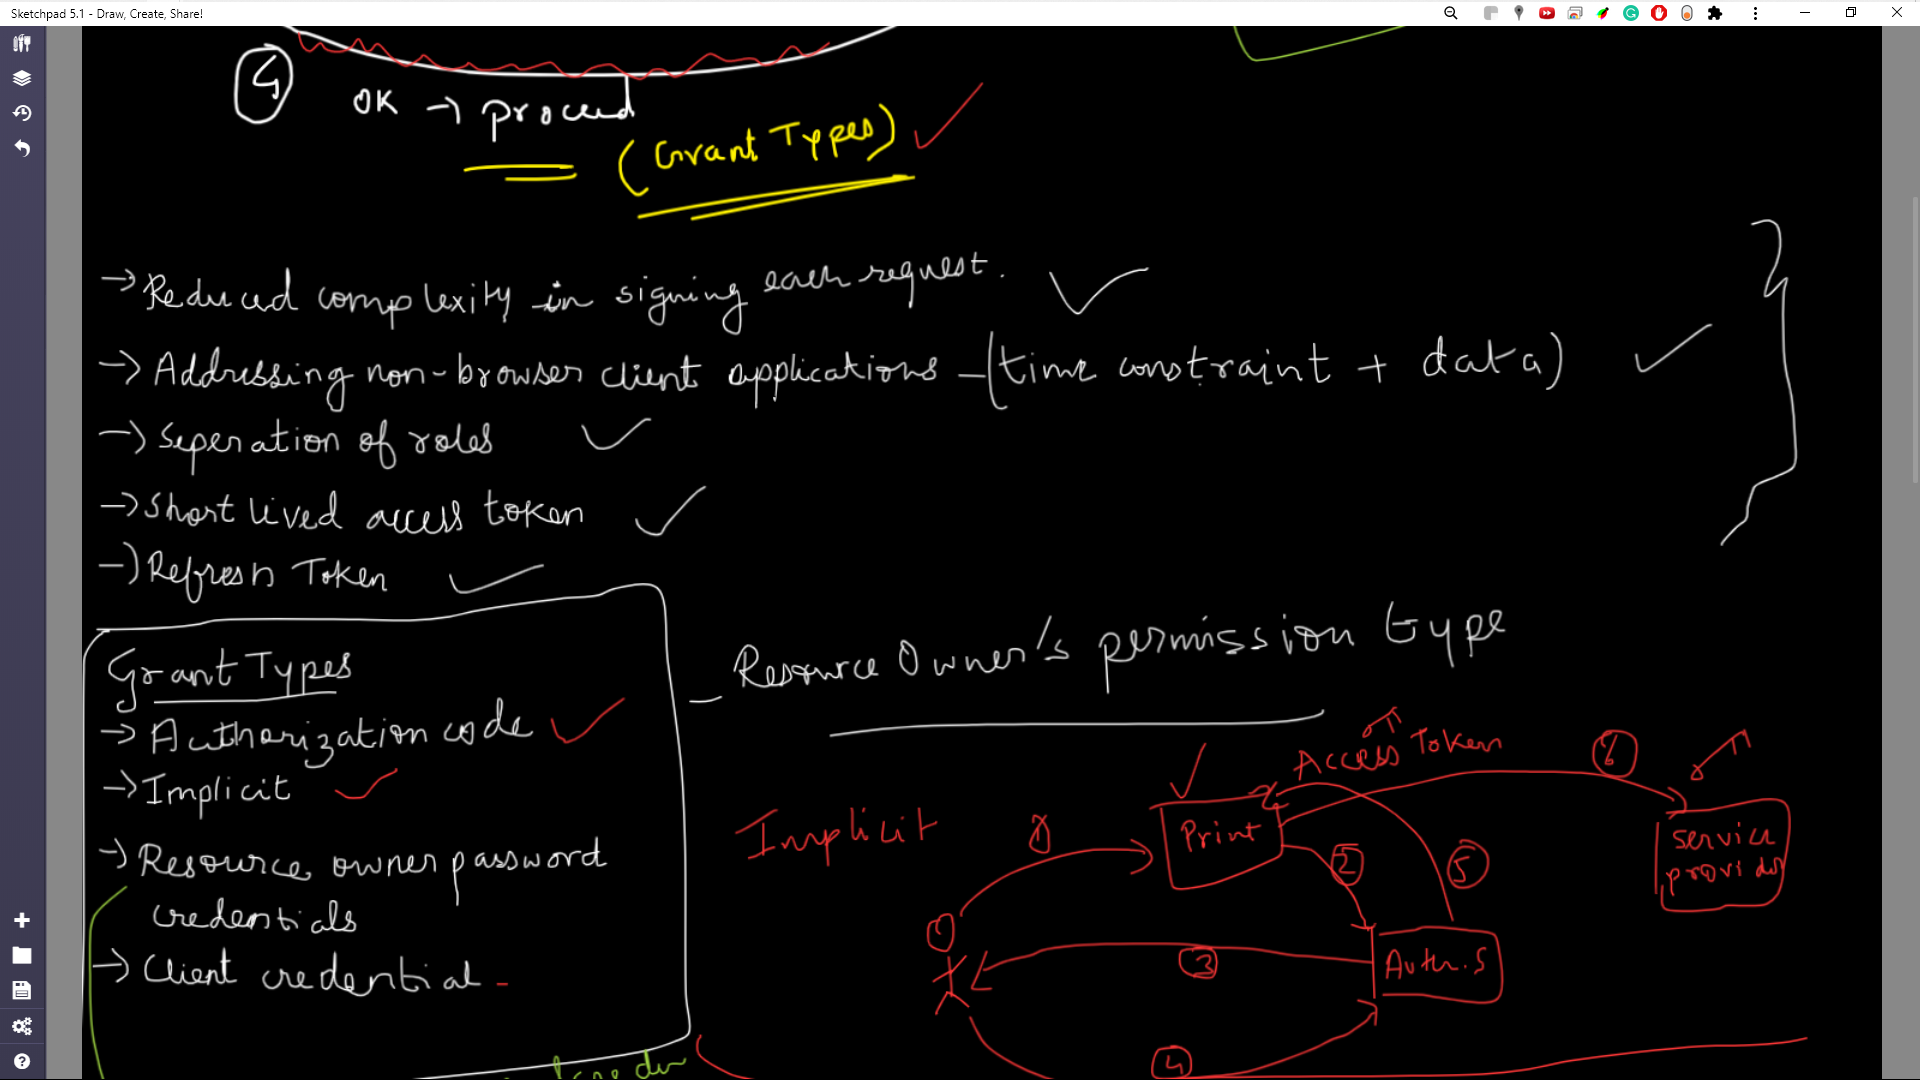 Sketchpad 5.1 - Draw, Create, Share!
4
OK → proceed
(Grant Types)
→ Reduced complexity in signing each request.
→ Addressing non-browser client applications - (time constraint + data)
→ Seperation of roles
→ Short lived access token
→ Refresh Token
Grant Types
→ Authorization code
→ Implicit
→ Resource owner password
credentials
→ Client credential -
- Resource Owner's permission type
Implicit
1
Print
Access Token
6
Service
provider
2
5
3
Auth.S
4